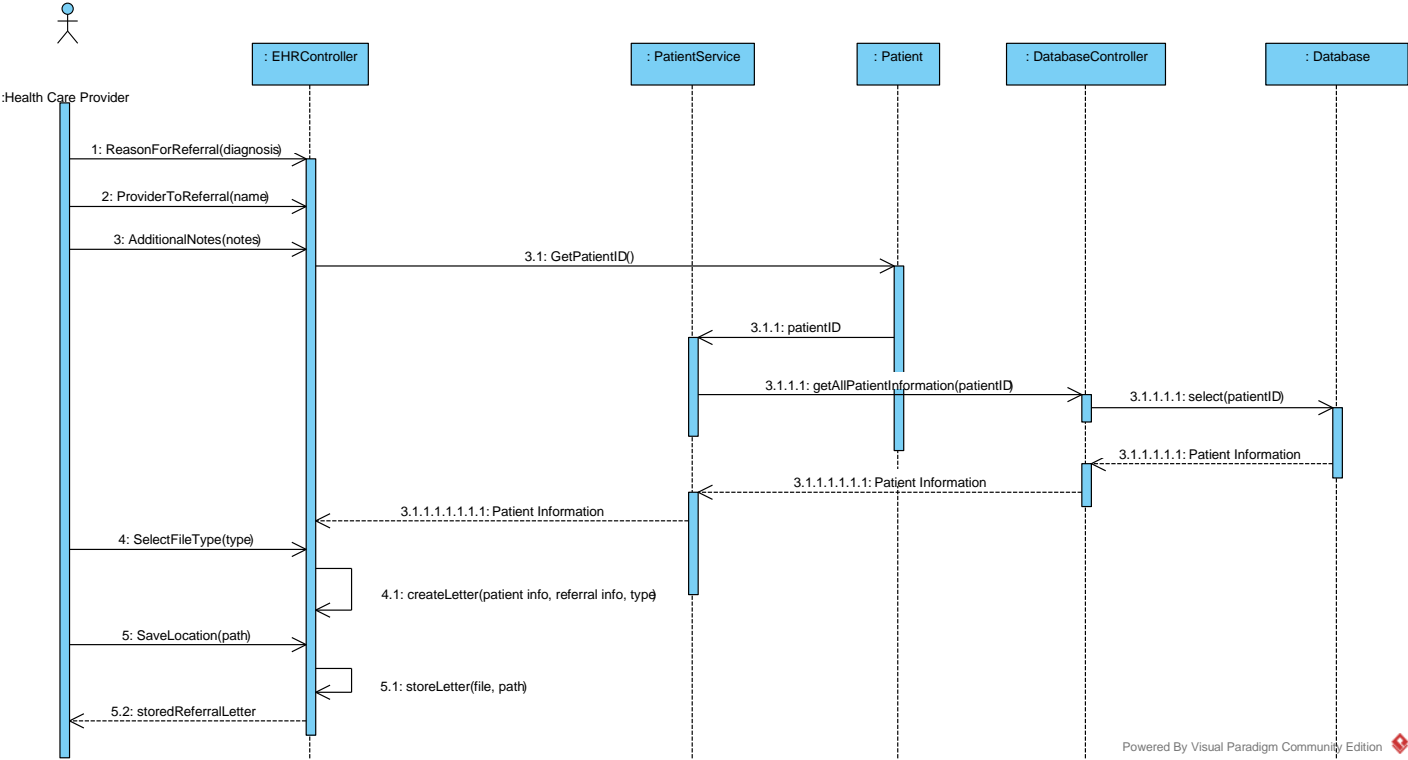 : EHRController
: PatientService
: Patient
: DatabaseController
: Database
:Health Care Provider
1: ReasonForReferral(diagnosis)
2: ProviderToReferral(name)
3: AdditionalNotes(notes)
3.1: GetPatientID()
3.1.1: patientID
3.1.1.1: getAllPatientInformation(patientID)
3.1.1.1.1: select(patientID)
3.1.1.1.1.1: Patient Information
3.1.1.1.1.1.1: Patient Information
3.1.1.1.1.1.1.1: Patient Information
4: SelectFileType(type)
4.1: createLetter(patient info, referral info, type)
5: SaveLocation(path)
5.1: storeLetter(file, path)
5.2: storedReferralLetter
Powered By Visual Paradigm Community Edition